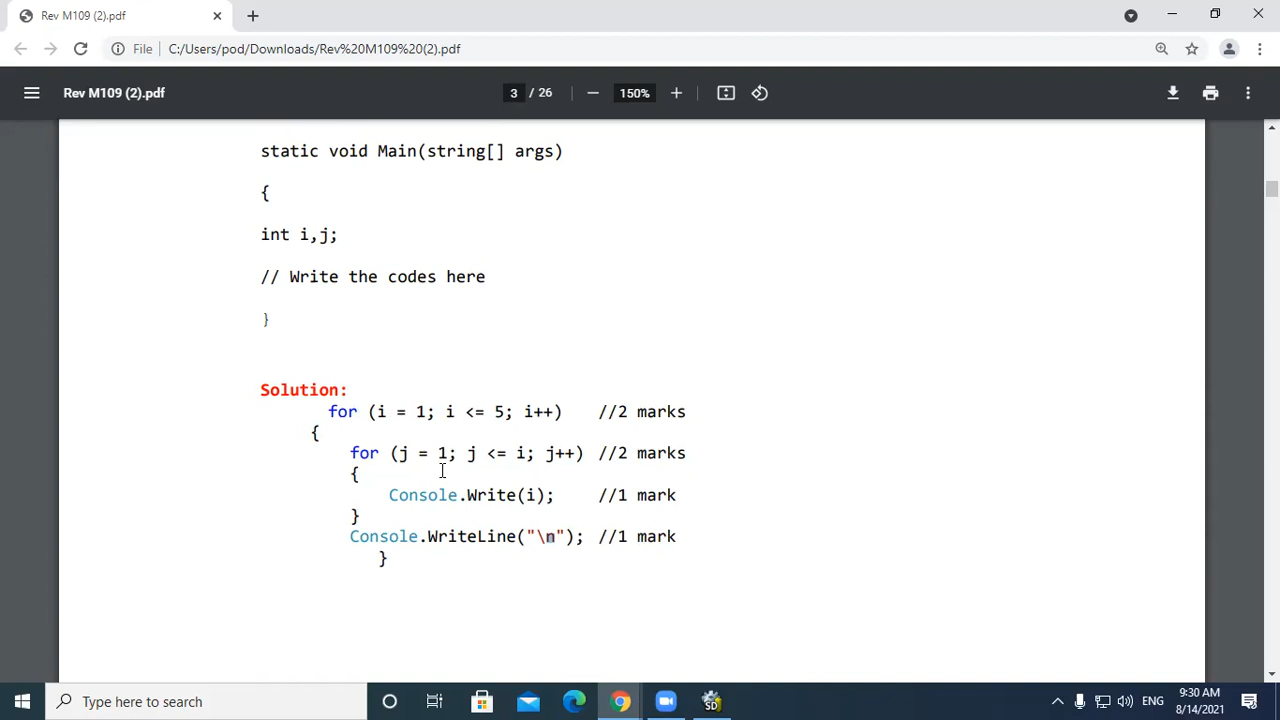 Rev M109 (2).pdf
File
C:/Users/pod/Downloads/Rev%20M109%20(2).pdf
Rev M109 (2).pdf
3 / 26
150%
static void Main(string[] args)
{
int i,j;
// Write the codes here
}
Solution:
for (i = 1; i <= 5; i++) //2 marks
{
for (j = 1; j <= i; j++) //2 marks
{
Console.Write(i); //1 mark
}
Console.WriteLine("\n"); //1 mark
}
Type here to search
SD
ENG
9:30 AM
8/14/2021